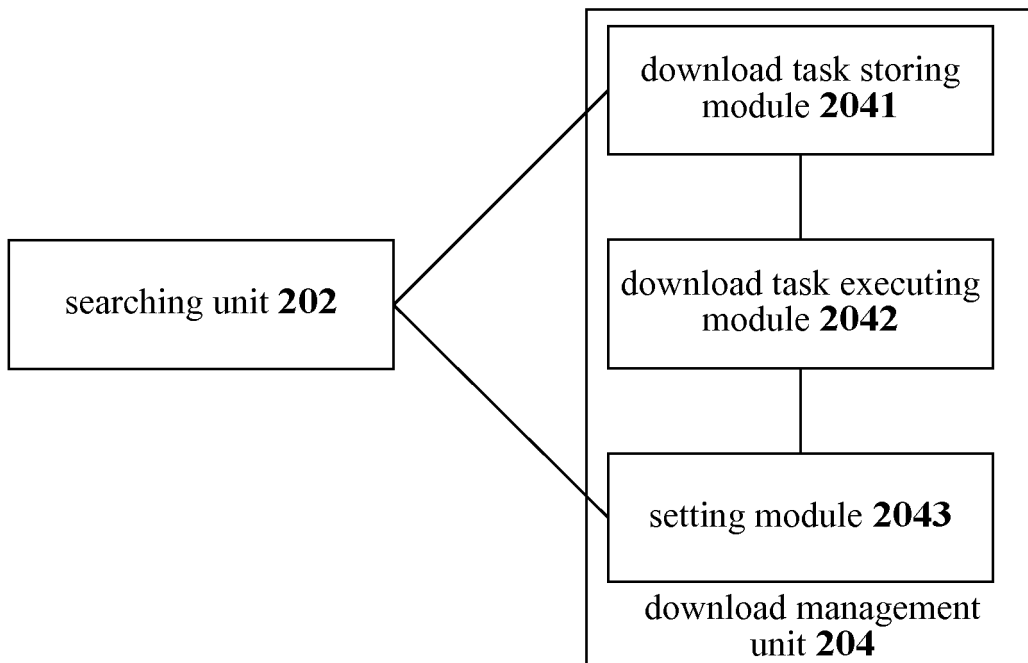 download task storing
module 2041
searching unit 202
download task executing
module 2042
setting module 2043
download management
unit 204